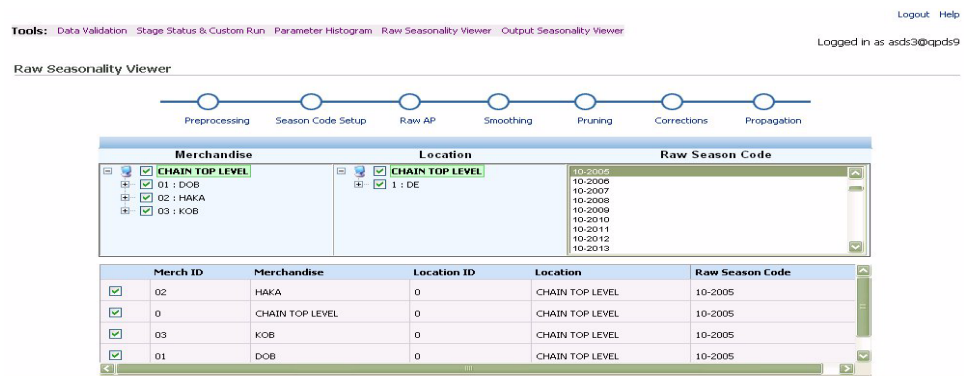 Logout Help
Tools: Data Validation Stage Status & Custom Run Parameter Histogram Raw Seasonality Viewer Output Seasonality Viewer
Logged in as asds3@qpds9
Raw Seasonality Viewer
Preprocessing Season Code Setup Raw AP Smoothing Pruning Corrections Propagation
Merchandise Location Raw Season Code
CHAIN TOP LEVEL CHAIN TOP LEVEL 10-2005
01 : DOB 1 : DE 10-2006
10-2007
02 : HAKA 10-2008
03 : KOB 10-2009
10-2010
10-2011
10-2012
10-2013
Merch ID Merchandise Location ID Location Raw Season Code
02 HAKA 0 CHAIN TOP LEVEL 10-2005
0 CHAIN TOP LEVEL 0 CHAIN TOP LEVEL 10-2005
03 KOB 0 CHAIN TOP LEVEL 10-2005
01 DOB 0 CHAIN TOP LEVEL 10-2005